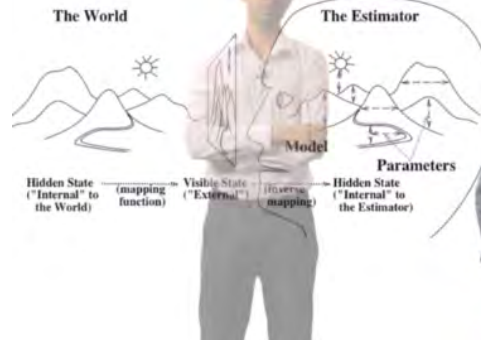 The World
The Estimator
Model
Parameters
Hidden State
("Internal" to
the World)
(mapping
function)
Visible State
("External")
(inverse
mapping)
Hidden State
("Internal" to
the Estimator)